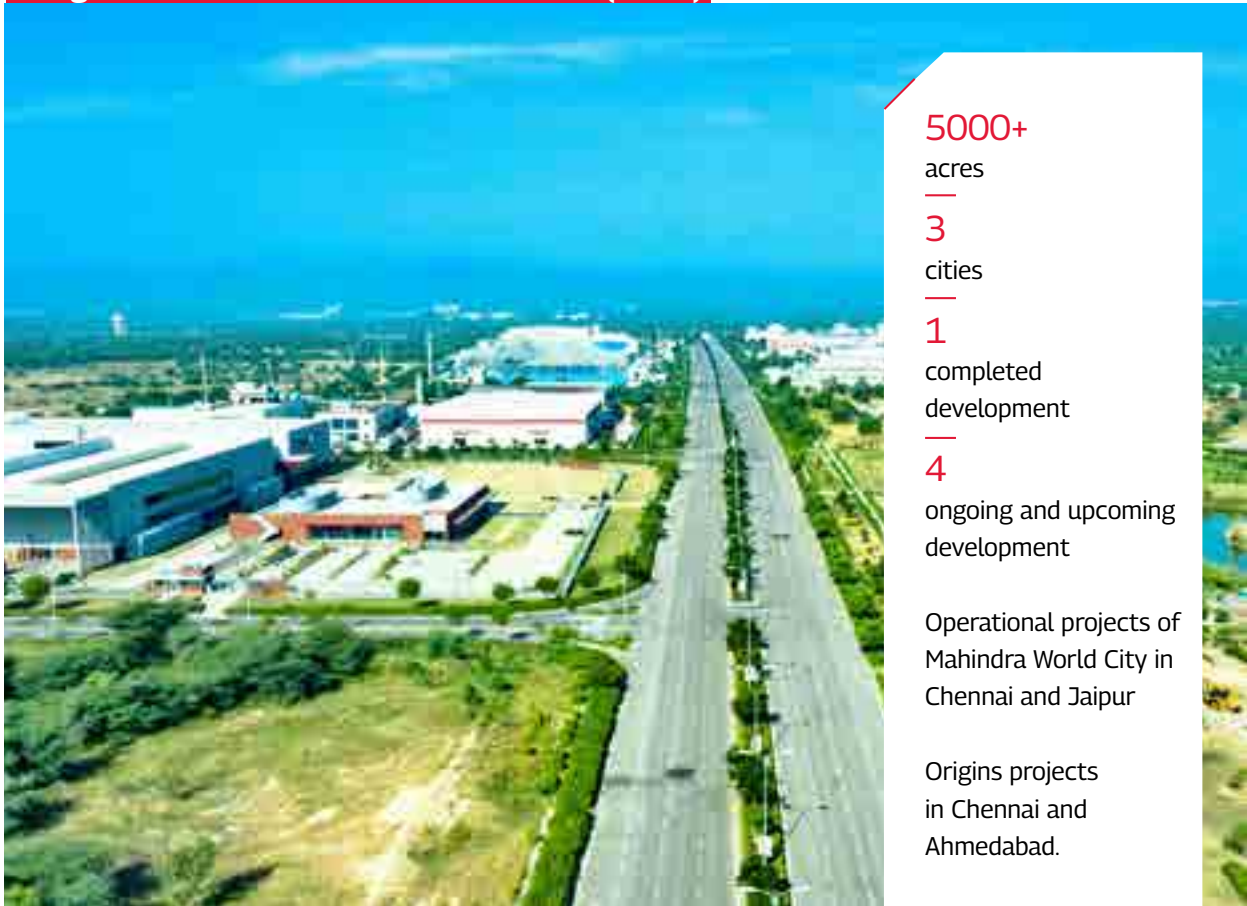 5000+
acres
3
cities
1
completed
development
4
ongoing and upcoming
development
Operational projects of
Mahindra World City in
Chennai and Jaipur
Origins projects
in Chennai and
Ahmedabad.